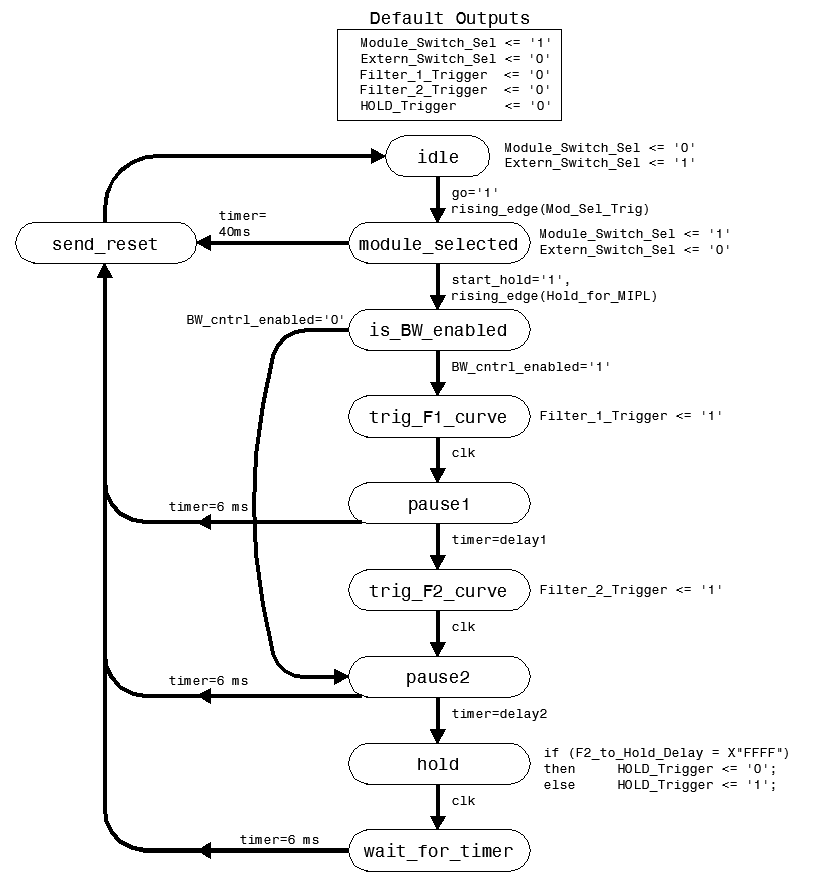 Default Outputs
Module_Switch_Sel <= '1'
Extern_Switch_Sel <= '0'
Filter_1_Trigger <= '0'
Filter_2_Trigger <= '0'
HOLD_Trigger <= '0'
idle
Module_Switch_Sel <= '0'
Extern_Switch_Sel <= '1'
go='1'
rising_edge(Mod_Sel_Trig)
timer=
40ms
send_reset
module_selected
Module_Switch_Sel <= '1'
Extern_Switch_Sel <= '0'
start_hold='1',
rising_edge(Hold_for_MIPL)
BW_cntrl_enabled='0'
is_BW_enabled
BW_cntrl_enabled='1'
trig_F1_curve
Filter_1_Trigger <= '1'
clk
timer=6 ms
pause1
timer=delay1
trig_F2_curve
Filter_2_Trigger <= '1'
clk
timer=6 ms
pause2
timer=delay2
hold
if (F2_to_Hold_Delay = X"FFFF")
then HOLD_Trigger <= '0';
else HOLD_Trigger <= '1';
clk
timer=6 ms
wait_for_timer